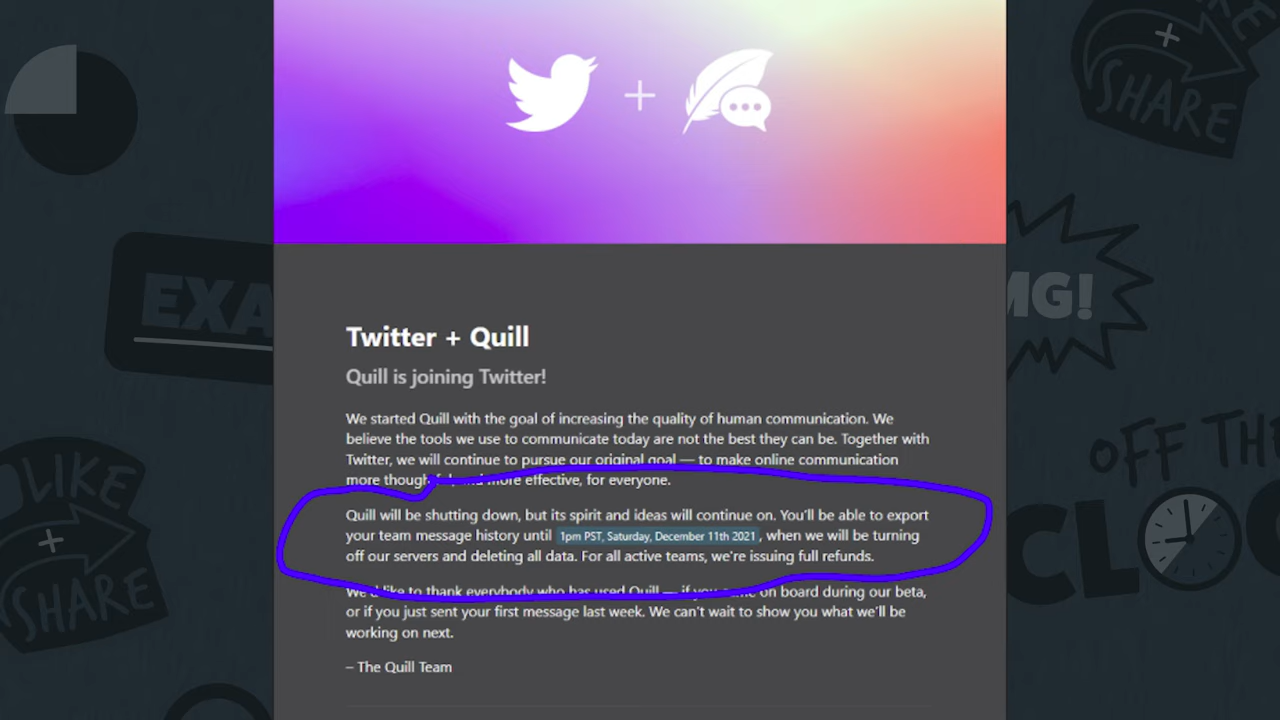 LIKE
SHARE
EXA
MG!
Twitter + Quill
Quill is joining Twitter!
We started Quill with the goal of increasing the quality of human communication. We
believe the tools we use to communicate today are not the best they can be. Together with
Twitter, we will continue to pursue our original goal — to make online communication
more effective, for everyone.
Quill will be shutting down, but its spirit and ideas will continue on. You'll be able to export
your team message history until 1pm PST, Saturday, December 11th 2021, when we will be turning
off our servers and deleting all data. For all active teams, we're issuing full refunds.
We'd like to thank everybody who has used Quill — if you came on board during our beta,
or if you just sent your first message last week. We can't wait to show you what we'll be
working on next.
– The Quill Team
LIKE
SHARE
OFF THE
CLOC